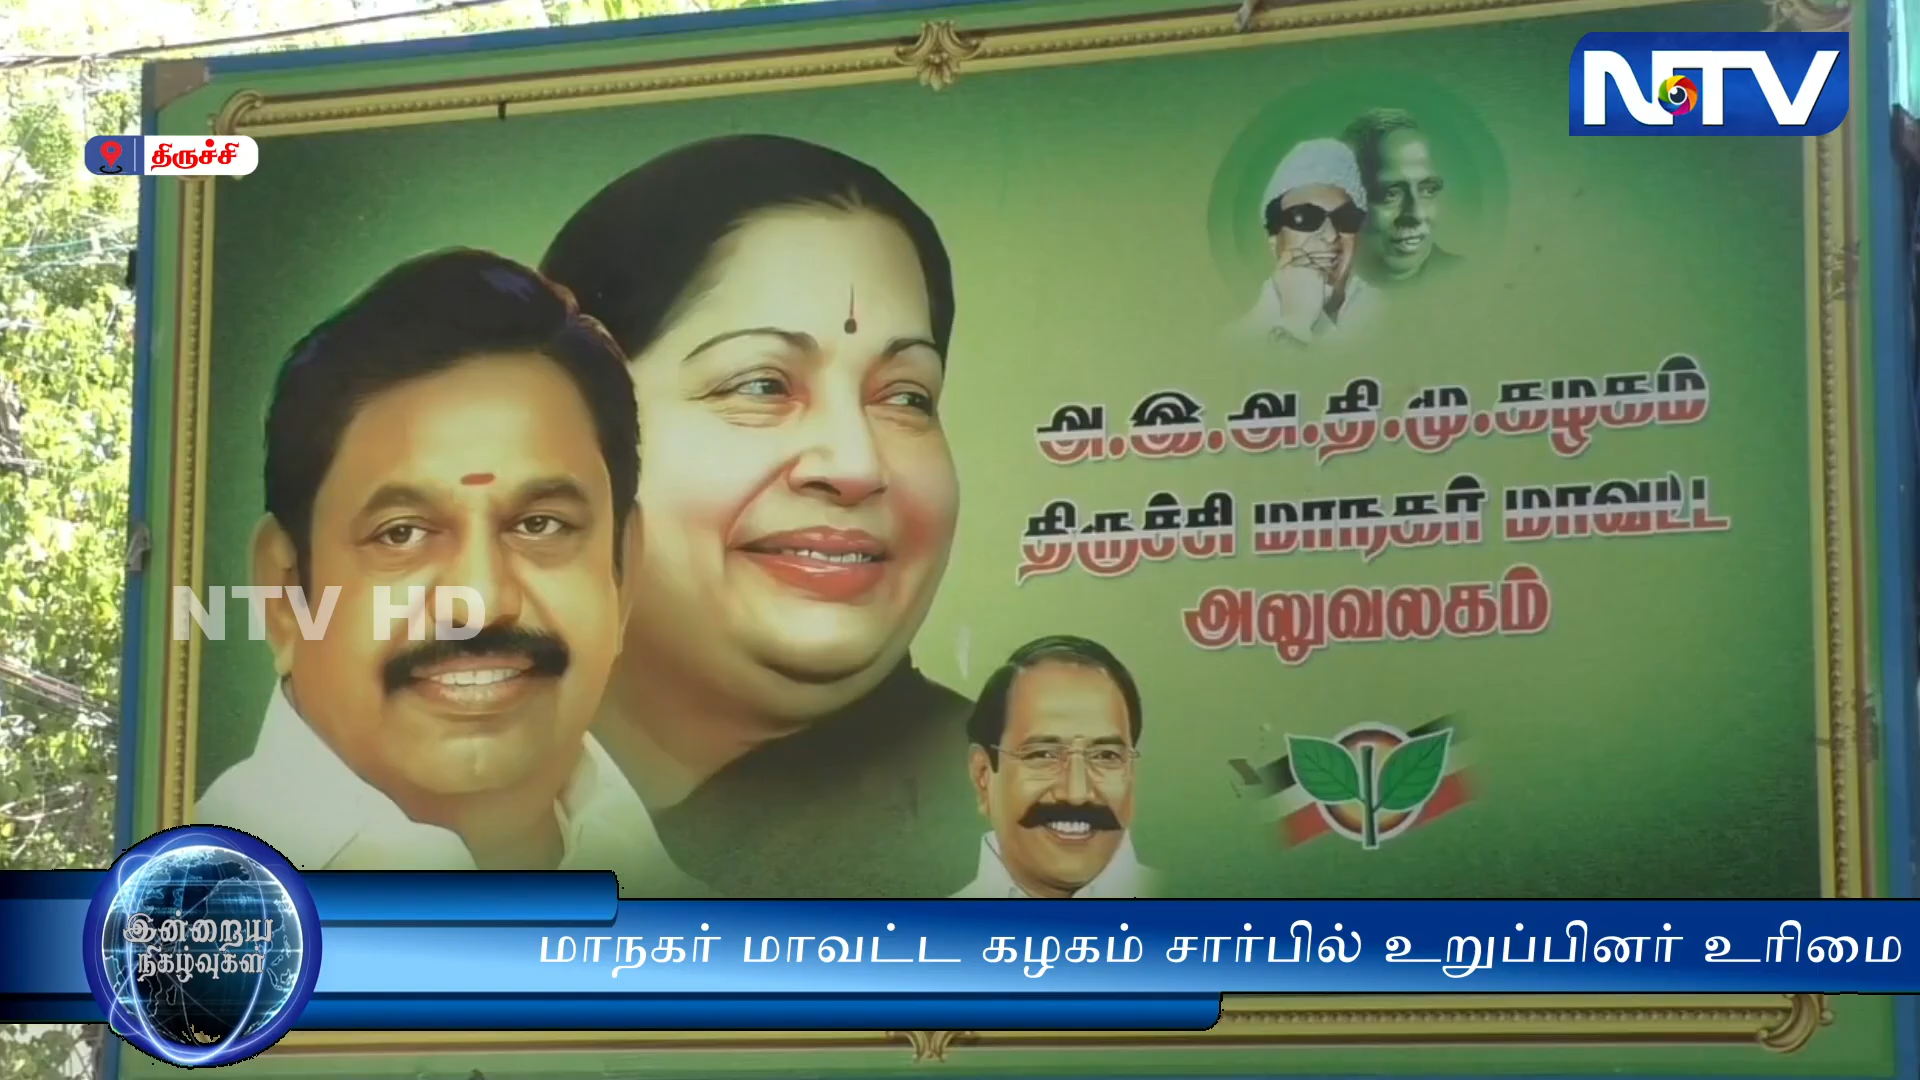 NTV
திருச்சி
அ.இ.அ.தி.மு.கழகம்
திருச்சி மாநகர் மாவட்ட
அலுவலகம்
NTV HD
இன்றைய
நிகழ்வுகள்
மாநகர் மாவட்ட கழகம் சார்பில் உறுப்பினர் உரிமை